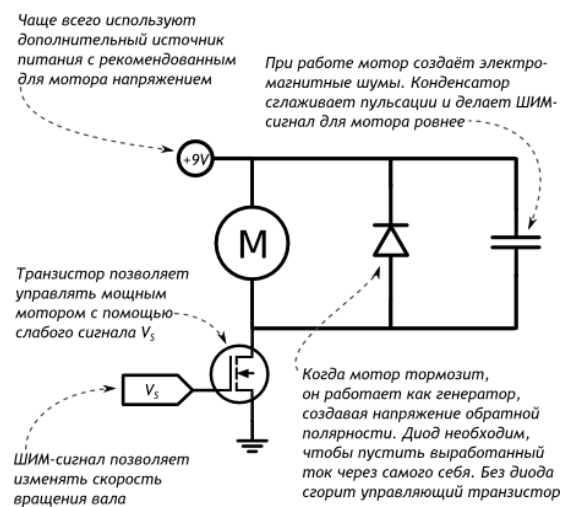 Чаще всего используют
дополнительный источник
питания с рекомендованным
для мотора напряжением
При работе мотор создаёт электро-
магнитные шумы. Конденсатор
сглаживает пульсации и делает ШИМ-
сигнал для мотора ровнее
+9V
M
Транзистор позволяет
управлять мощным
мотором с помощью
слабого сигнала VS
VS
Когда мотор тормозит,
он работает как генератор,
создавая напряжение обратной
полярности. Диод необходим,
чтобы пустить выработанный
ток через самого себя. Без диода
сгорит управляющий транзистор
ШИМ-сигнал позволяет
изменять скорость
вращения вала